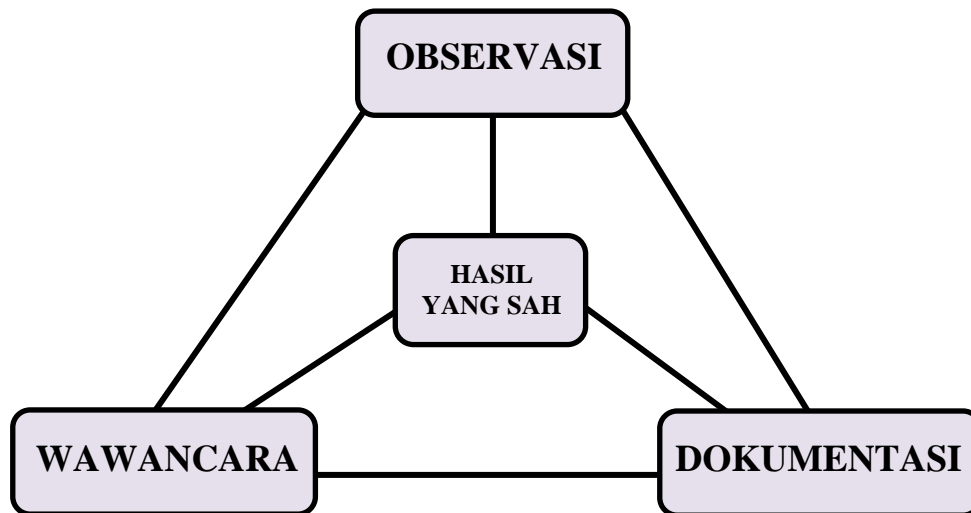 OBSERVASI
HASIL
YANG SAH
WAWANCARA
DOKUMENTASI